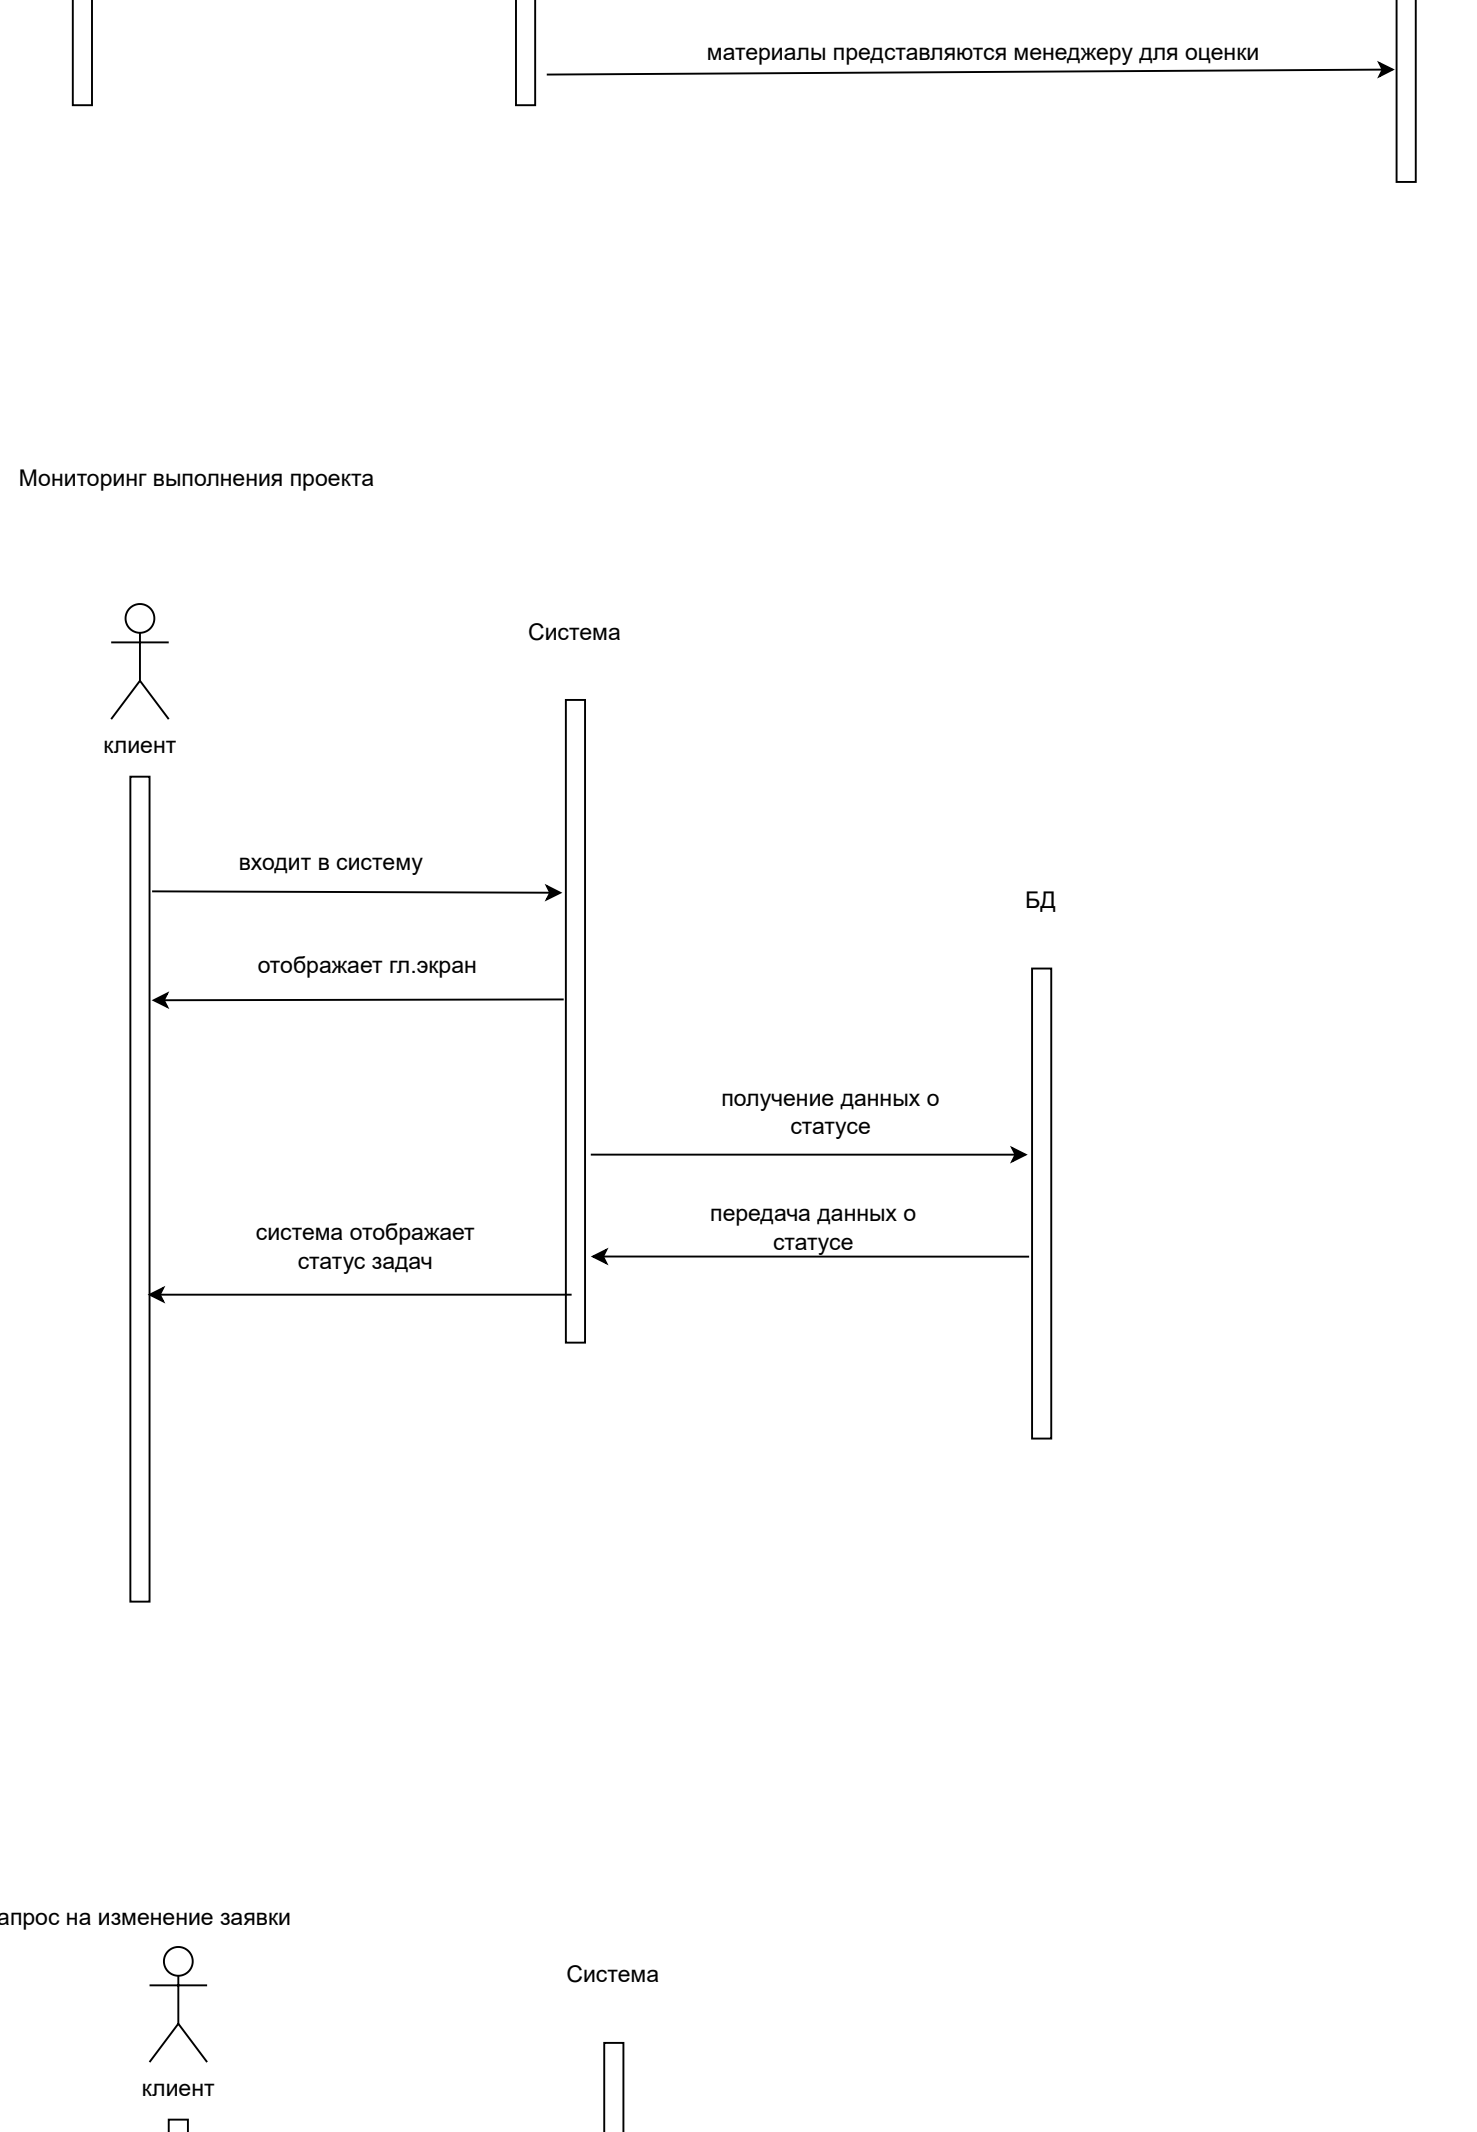 материалы представляются менеджеру для оценки
Мониторинг выполнения проекта
Система
клиент
входит в систему
БД
отображает гл.экран
получение данных о
статусе
передача данных о
статусе
система отображает
статус задач
апрос на изменение заявки
Система
клиент